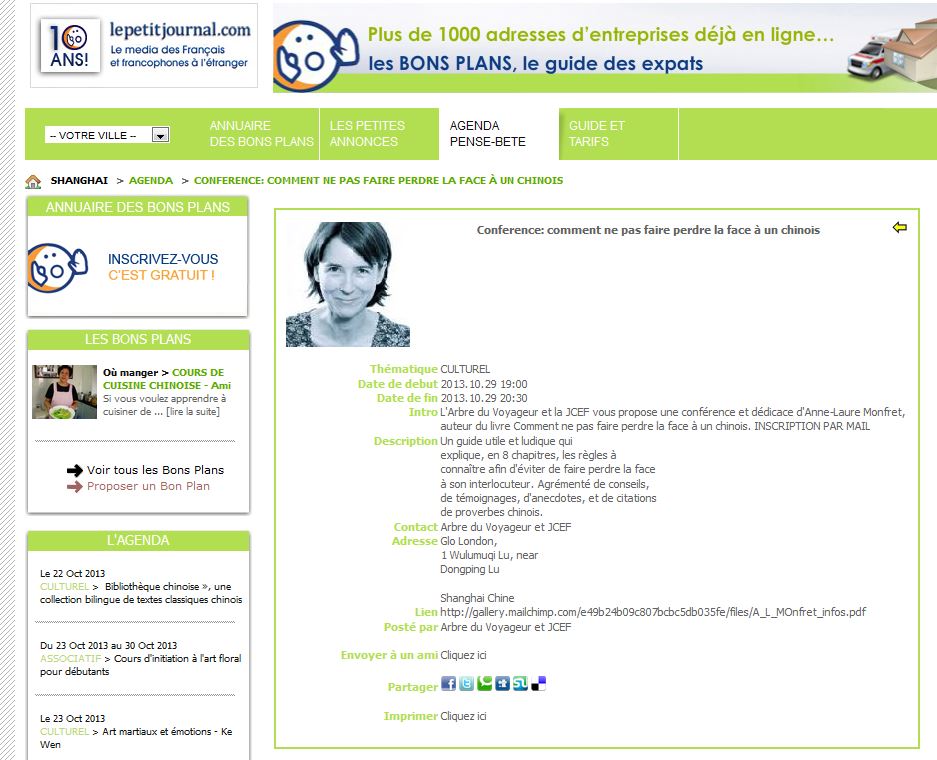 10 ANS!
lepetitjournal.com
Le media des Français
et francophones à l'étranger
Plus de 1000 adresses d'entreprises déjà en ligne...
les BONS PLANS, le guide des expats
-- VOTRE VILLE --
ANNUAIRE
DES BONS PLANS
LES PETITES
ANNONCES
AGENDA
PENSE-BETE
GUIDE ET
TARIFS
SHANGHAI > AGENDA > CONFERENCE: COMMENT NE PAS FAIRE PERDRE LA FACE À UN CHINOIS
ANNUAIRE DES BONS PLANS
INSCRIVEZ-VOUS
C'EST GRATUIT !
LES BONS PLANS
Où manger > COURS DE
CUISINE CHINOISE - Ami
Si vous voulez apprendre à
cuisiner de ... [lire la suite]
Voir tous les Bons Plans
Proposer un Bon Plan
L'AGENDA
Le 22 Oct 2013
CULTUREL > Bibliothèque chinoise », une
collection bilingue de textes classiques chinois
Du 23 Oct 2013 au 30 Oct 2013
ASSOCIATIF > Cours d'initiation à l'art floral
pour débutants
Le 23 Oct 2013
CULTUREL > Art martiaux et émotions - Ke
Wen
Conference: comment ne pas faire perdre la face à un chinois
Thématique CULTUREL
Date de debut 2013.10.29 19:00
Date de fin 2013.10.29 20:30
Intro L'Arbre du Voyageur et la JCEF vous propose une conférence et dédicace d'Anne-Laure Monfret,
auteur du livre Comment ne pas faire perdre la face à un chinois. INSCRIPTION PAR MAIL
Description Un guide utile et ludique qui
explique, en 8 chapitres, les règles à
connaître afin d'éviter de faire perdre la face
à son interlocuteur. Agrémenté de conseils,
de témoignages, d'anecdotes, et de citations
de proverbes chinois.
Contact Arbre du Voyageur et JCEF
Adresse Glo London,
1 Wulumuqi Lu, near
Dongping Lu
Shanghai Chine
Lien http://gallery.mailchimp.com/e49b24b09c807bcbc5db035fe/files/A_L_MOnfret_infos.pdf
Posté par Arbre du Voyageur et JCEF
Envoyer à un ami Cliquez ici
Partager
Imprimer Cliquez ici